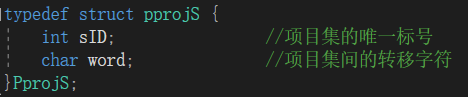 typedef struct pprojS {
int sID; //项目集的唯一标号
char word; //项目集间的转移字符
}PprojS;